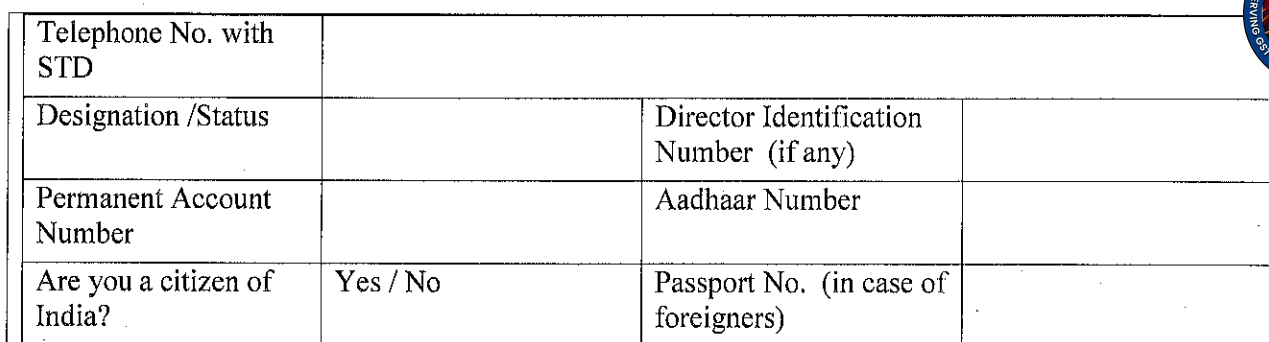 Telephone No. with
STD
Designation /Status
Director Identification
Number (if any)
Permanent Account
Number
Aadhaar Number
Are you a citizen of
India?
Yes / No
Passport No. (in case of
foreigners)